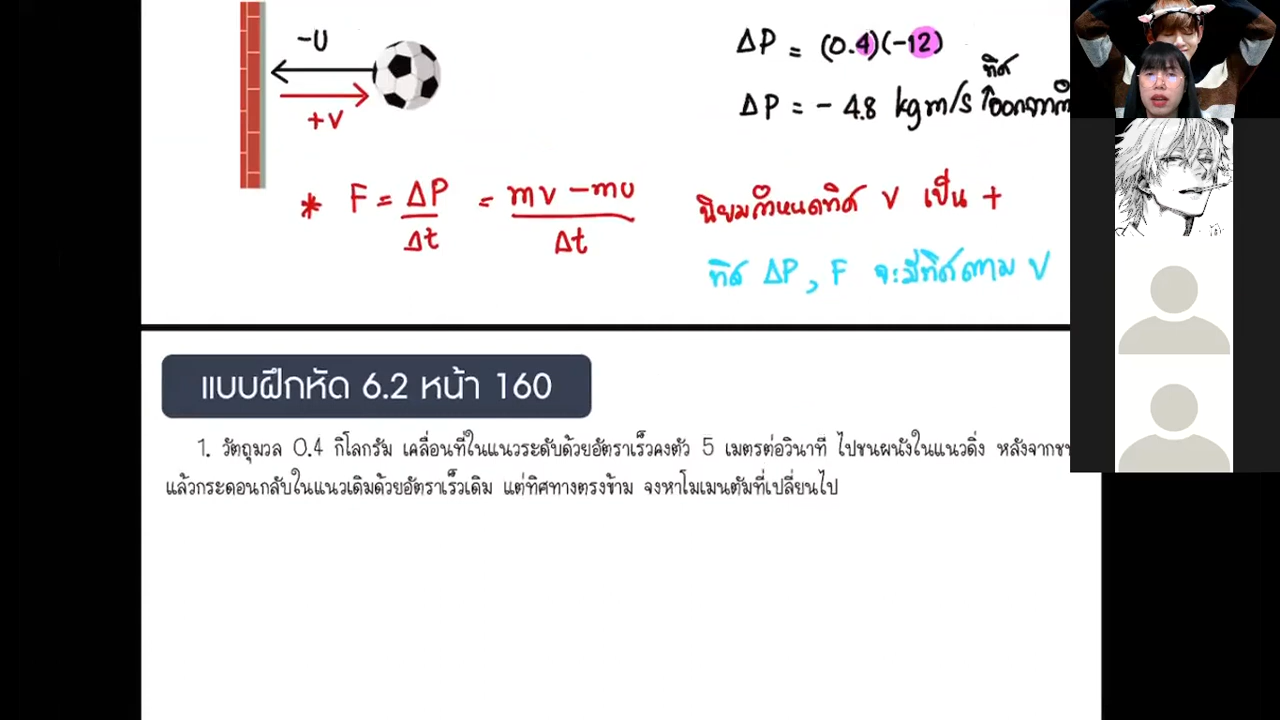 -U
+V
ΔP = (0.4)(-12)
ทิศ
ΔP = - 4.8 kg m/s
* F = ΔP/Δt = mv - mu/Δt นิยมกำหนดทิศ v เป็น +
ทิศ ΔP, F จะมีทิศตาม v
แบบฝึกหัด 6.2 หน้า 160
1. วัตถุมวล 0.4 กิโลกรัม เคลื่อนที่ในแนวระดับด้วยอัตราเร็วคงตัว 5 เมตรต่อวินาที ไปชนผนังในแนวดิ่ง หลังจาก
แล้วกระดอนกลับในแนวเดิมด้วยอัตราเร็วเดิม แต่ทิศทางตรงข้าม จงหาโมเมนตัมที่เปลี่ยนไป